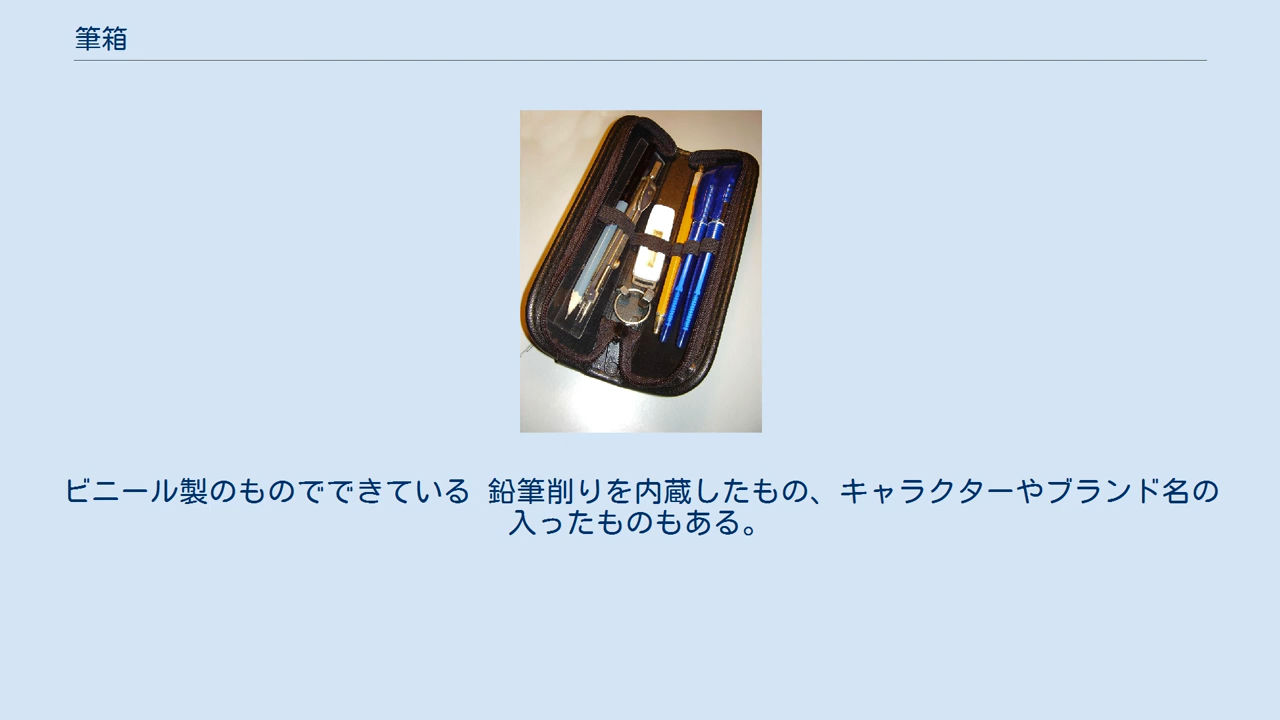 筆箱
ビニール製のものでできている 鉛筆削りを内蔵したもの、キャラクターやブランド名の
入ったものもある。